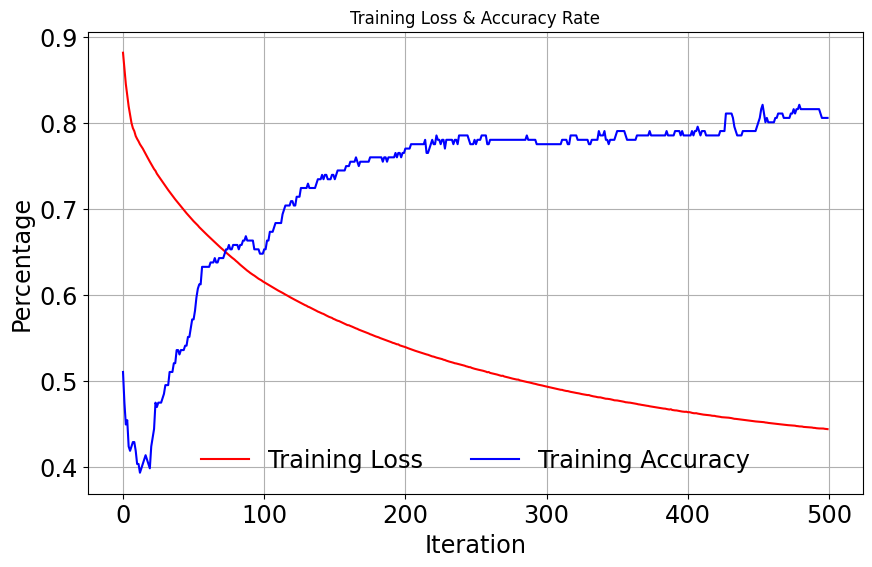 Training Loss & Accuracy Rate
Percentage
0.9
0.8
0.7
0.6
0.5
0.4
Training Loss
Training Accuracy
0 100 200 300 400 500
Iteration